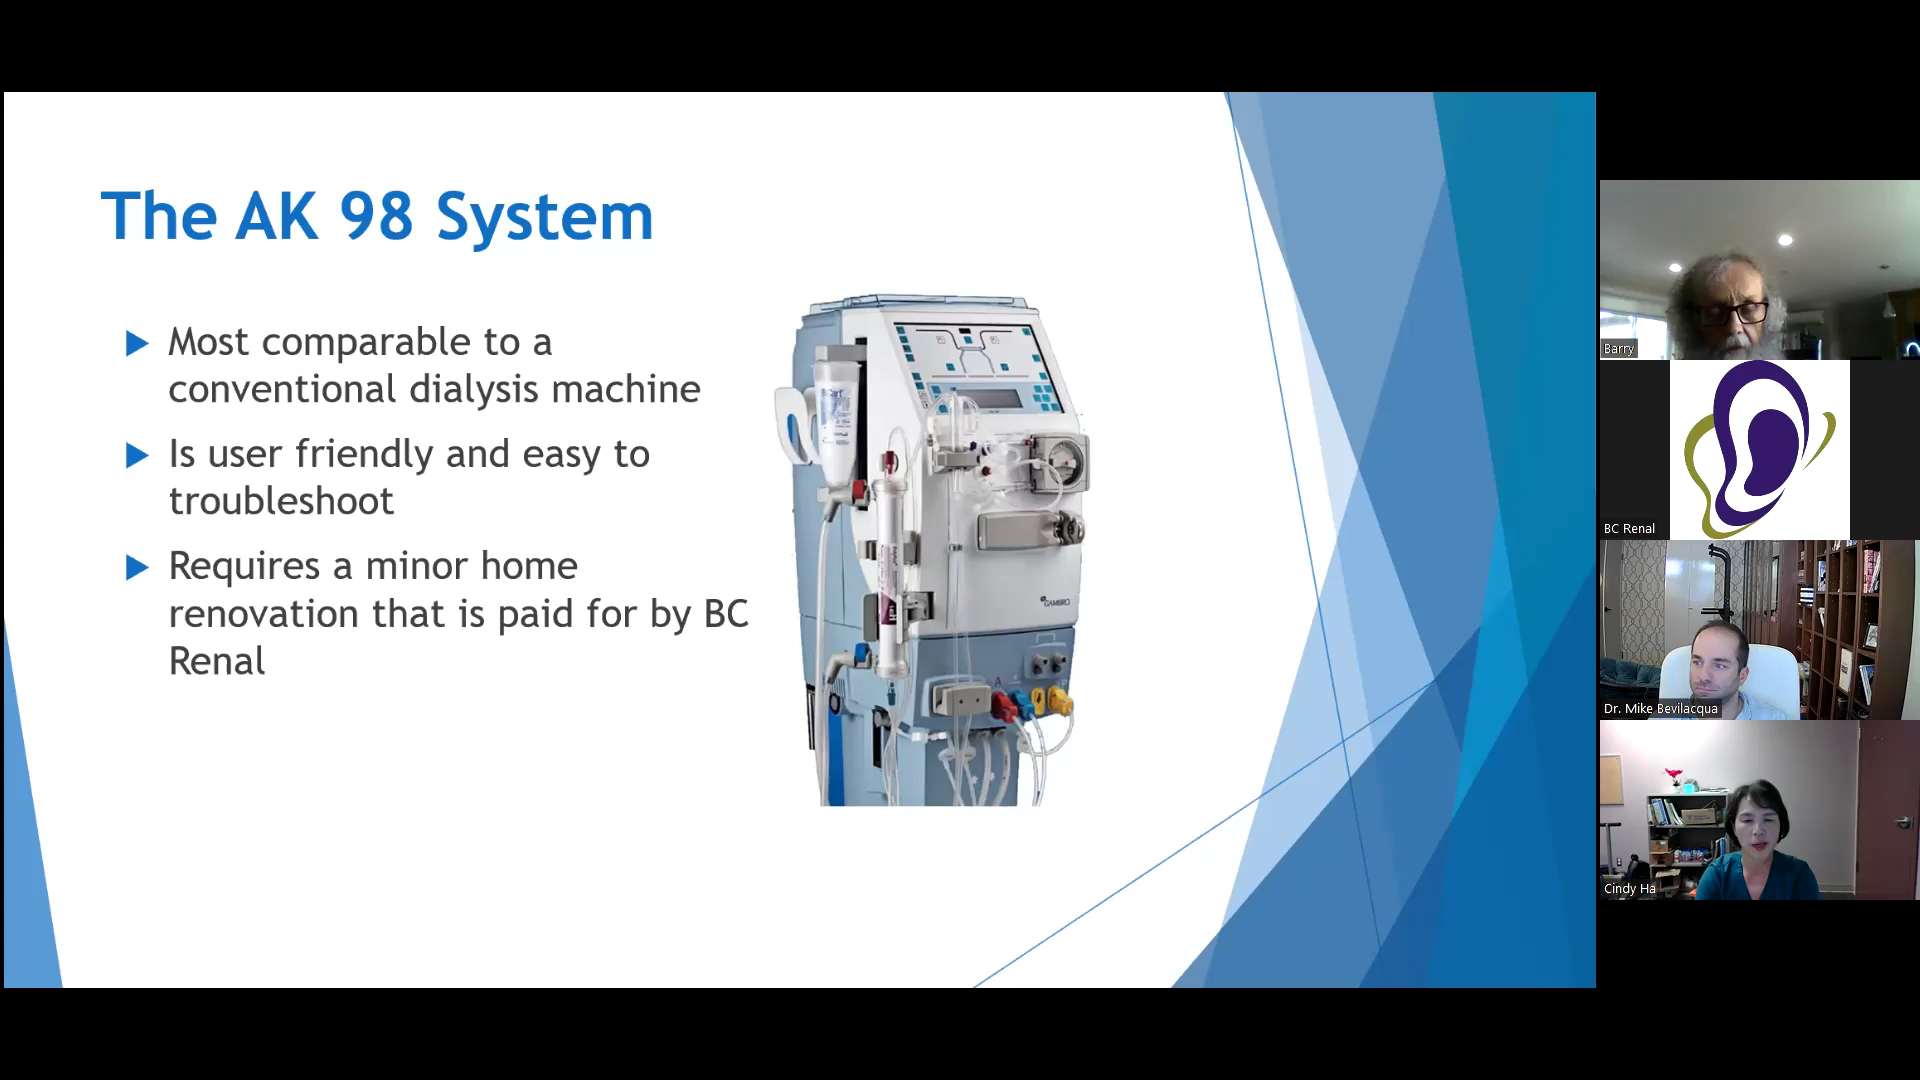 The AK 98 System
Most comparable to a
conventional dialysis machine
Is user friendly and easy to
troubleshoot
Requires a minor home
renovation that is paid for by BC
Renal
GAMBRO
Barry
BC Renal
Dr. Mike Bevilacqua
Cindy Ha